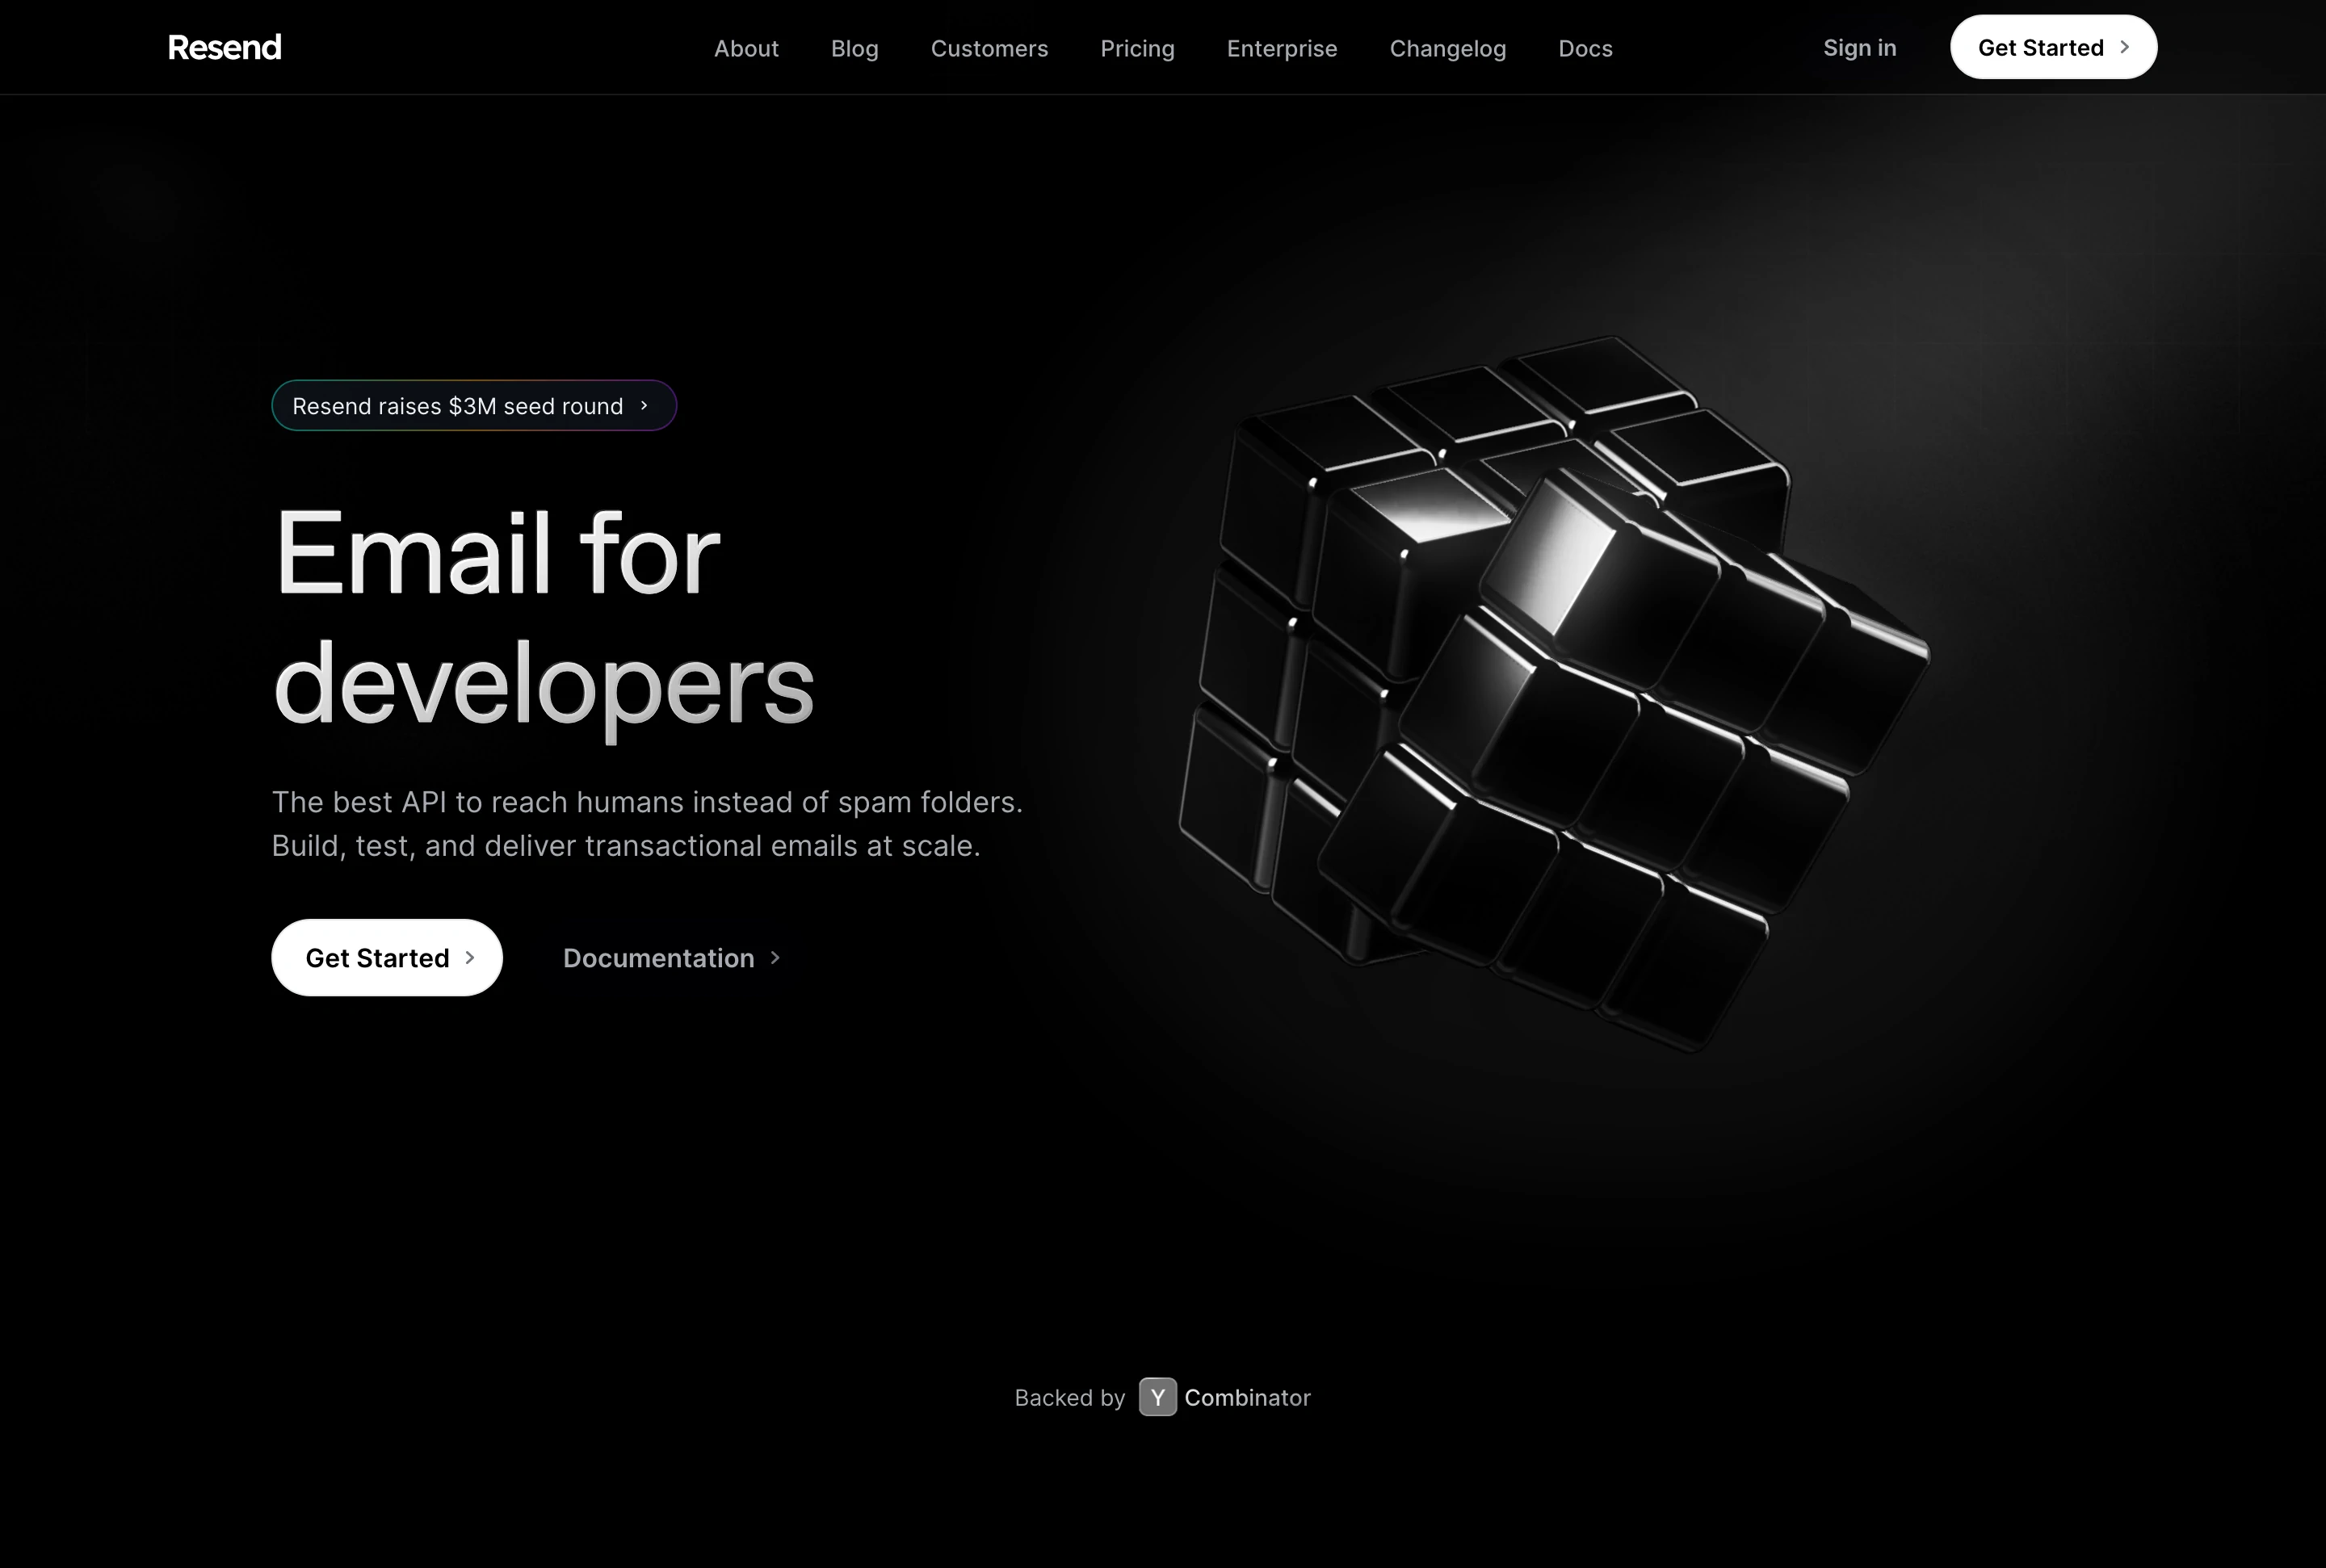 Resend
About Blog Customers Pricing Enterprise Changelog Docs
Sign in
Get Started
Resend raises $3M seed round
Email for
developers
The best API to reach humans instead of spam folders.
Build, test, and deliver transactional emails at scale.
Get Started
Documentation
Backed by Y Combinator